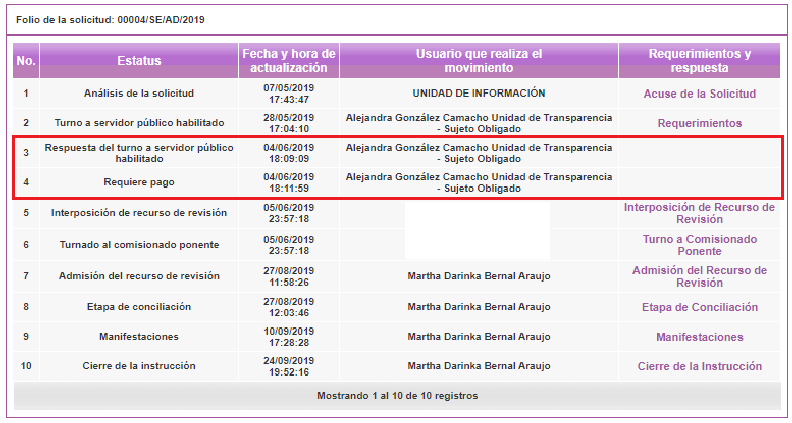 Folio de la solicitud: 00004/SE/AD/2019
No. Estatus Fecha y hora de actualización Usuario que realiza el movimiento Requerimientos y respuesta
1 Análisis de la solicitud 07/05/2019 17:43:47 UNIDAD DE INFORMACIÓN Acuse de la Solicitud
2 Turno a servidor público habilitado 28/05/2019 17:04:10 Alejandra González Camacho Unidad de Transparencia - Sujeto Obligado Requerimientos
3 Respuesta del turno a servidor público habilitado 04/06/2019 18:09:09 Alejandra González Camacho Unidad de Transparencia - Sujeto Obligado
4 Requiere pago 04/06/2019 18:11:59 Alejandra González Camacho Unidad de Transparencia - Sujeto Obligado
5 Interposición de recurso de revisión 05/06/2019 23:57:18 Interposición de Recurso de Revisión
6 Turnado al comisionado ponente 05/06/2019 23:57:18 Turno a Comisionado Ponente
7 Admisión del recurso de revisión 27/08/2019 11:58:26 Martha Darinka Bernal Araujo Admisión del Recurso de Revisión
8 Etapa de conciliación 27/08/2019 12:03:46 Martha Darinka Bernal Araujo Etapa de Conciliación
9 Manifestaciones 10/09/2019 17:28:28 Martha Darinka Bernal Araujo Manifestaciones
10 Cierre de la instrucción 24/09/2019 19:52:16 Martha Darinka Bernal Araujo Cierre de la Instrucción
Mostrando 1 al 10 de 10 registros